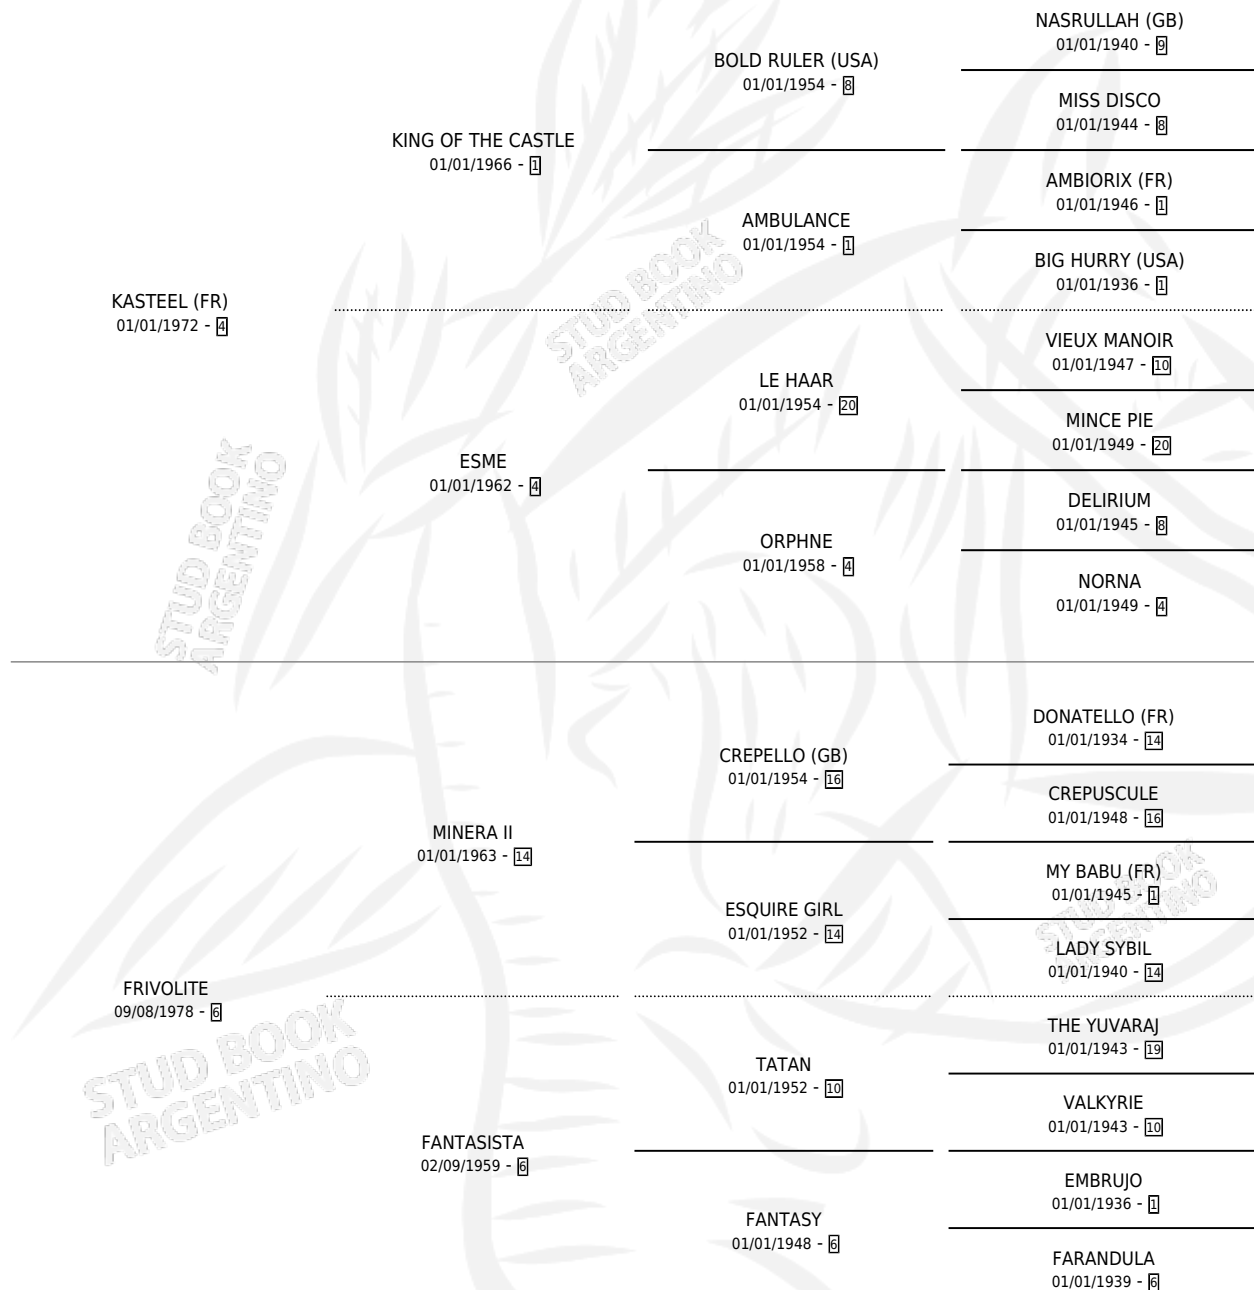 NASRULLAH (GB)
01/01/1940 - 9
BOLD RULER (USA)
01/01/1954 - 8
MISS DISCO
01/01/1944 - 8
KING OF THE CASTLE
01/01/1966 - 1
AMBIORIX (FR)
01/01/1946 - 1
AMBULANCE
01/01/1954 - 1
BIG HURRY (USA)
01/01/1936 - 1
KASTEEL (FR)
01/01/1972 - 4
VIEUX MANOIR
01/01/1947 - 10
LE HAAR
01/01/1954 - 20
MINCE PIE
01/01/1949 - 20
ESME
01/01/1962 - 4
DELIRIUM
01/01/1945 - 8
ORPHNE
01/01/1958 - 4
NORNA
01/01/1949 - 4
DONATELLO (FR)
01/01/1934 - 14
CREPELLO (GB)
01/01/1954 - 16
CREPUSCULE
01/01/1948 - 16
MINERA II
01/01/1963 - 14
MY BABU (FR)
01/01/1945 - 1
ESQUIRE GIRL
01/01/1952 - 14
LADY SYBIL
01/01/1940 - 14
FRIVOLITE
09/08/1978 - 6
THE YUVARAJ
01/01/1943 - 19
TATAN
01/01/1952 - 10
VALKYRIE
01/01/1943 - 10
FANTASISTA
02/09/1959 - 6
EMBRUJO
01/01/1936 - 1
FANTASY
01/01/1948 - 6
FARANDULA
01/01/1939 - 6
STUD BOOK
ARGENTINO
STUD BOOK
ARGENTINO
STUD BOOK
ARGENTINO
STUD BOOK
ARGENTINO